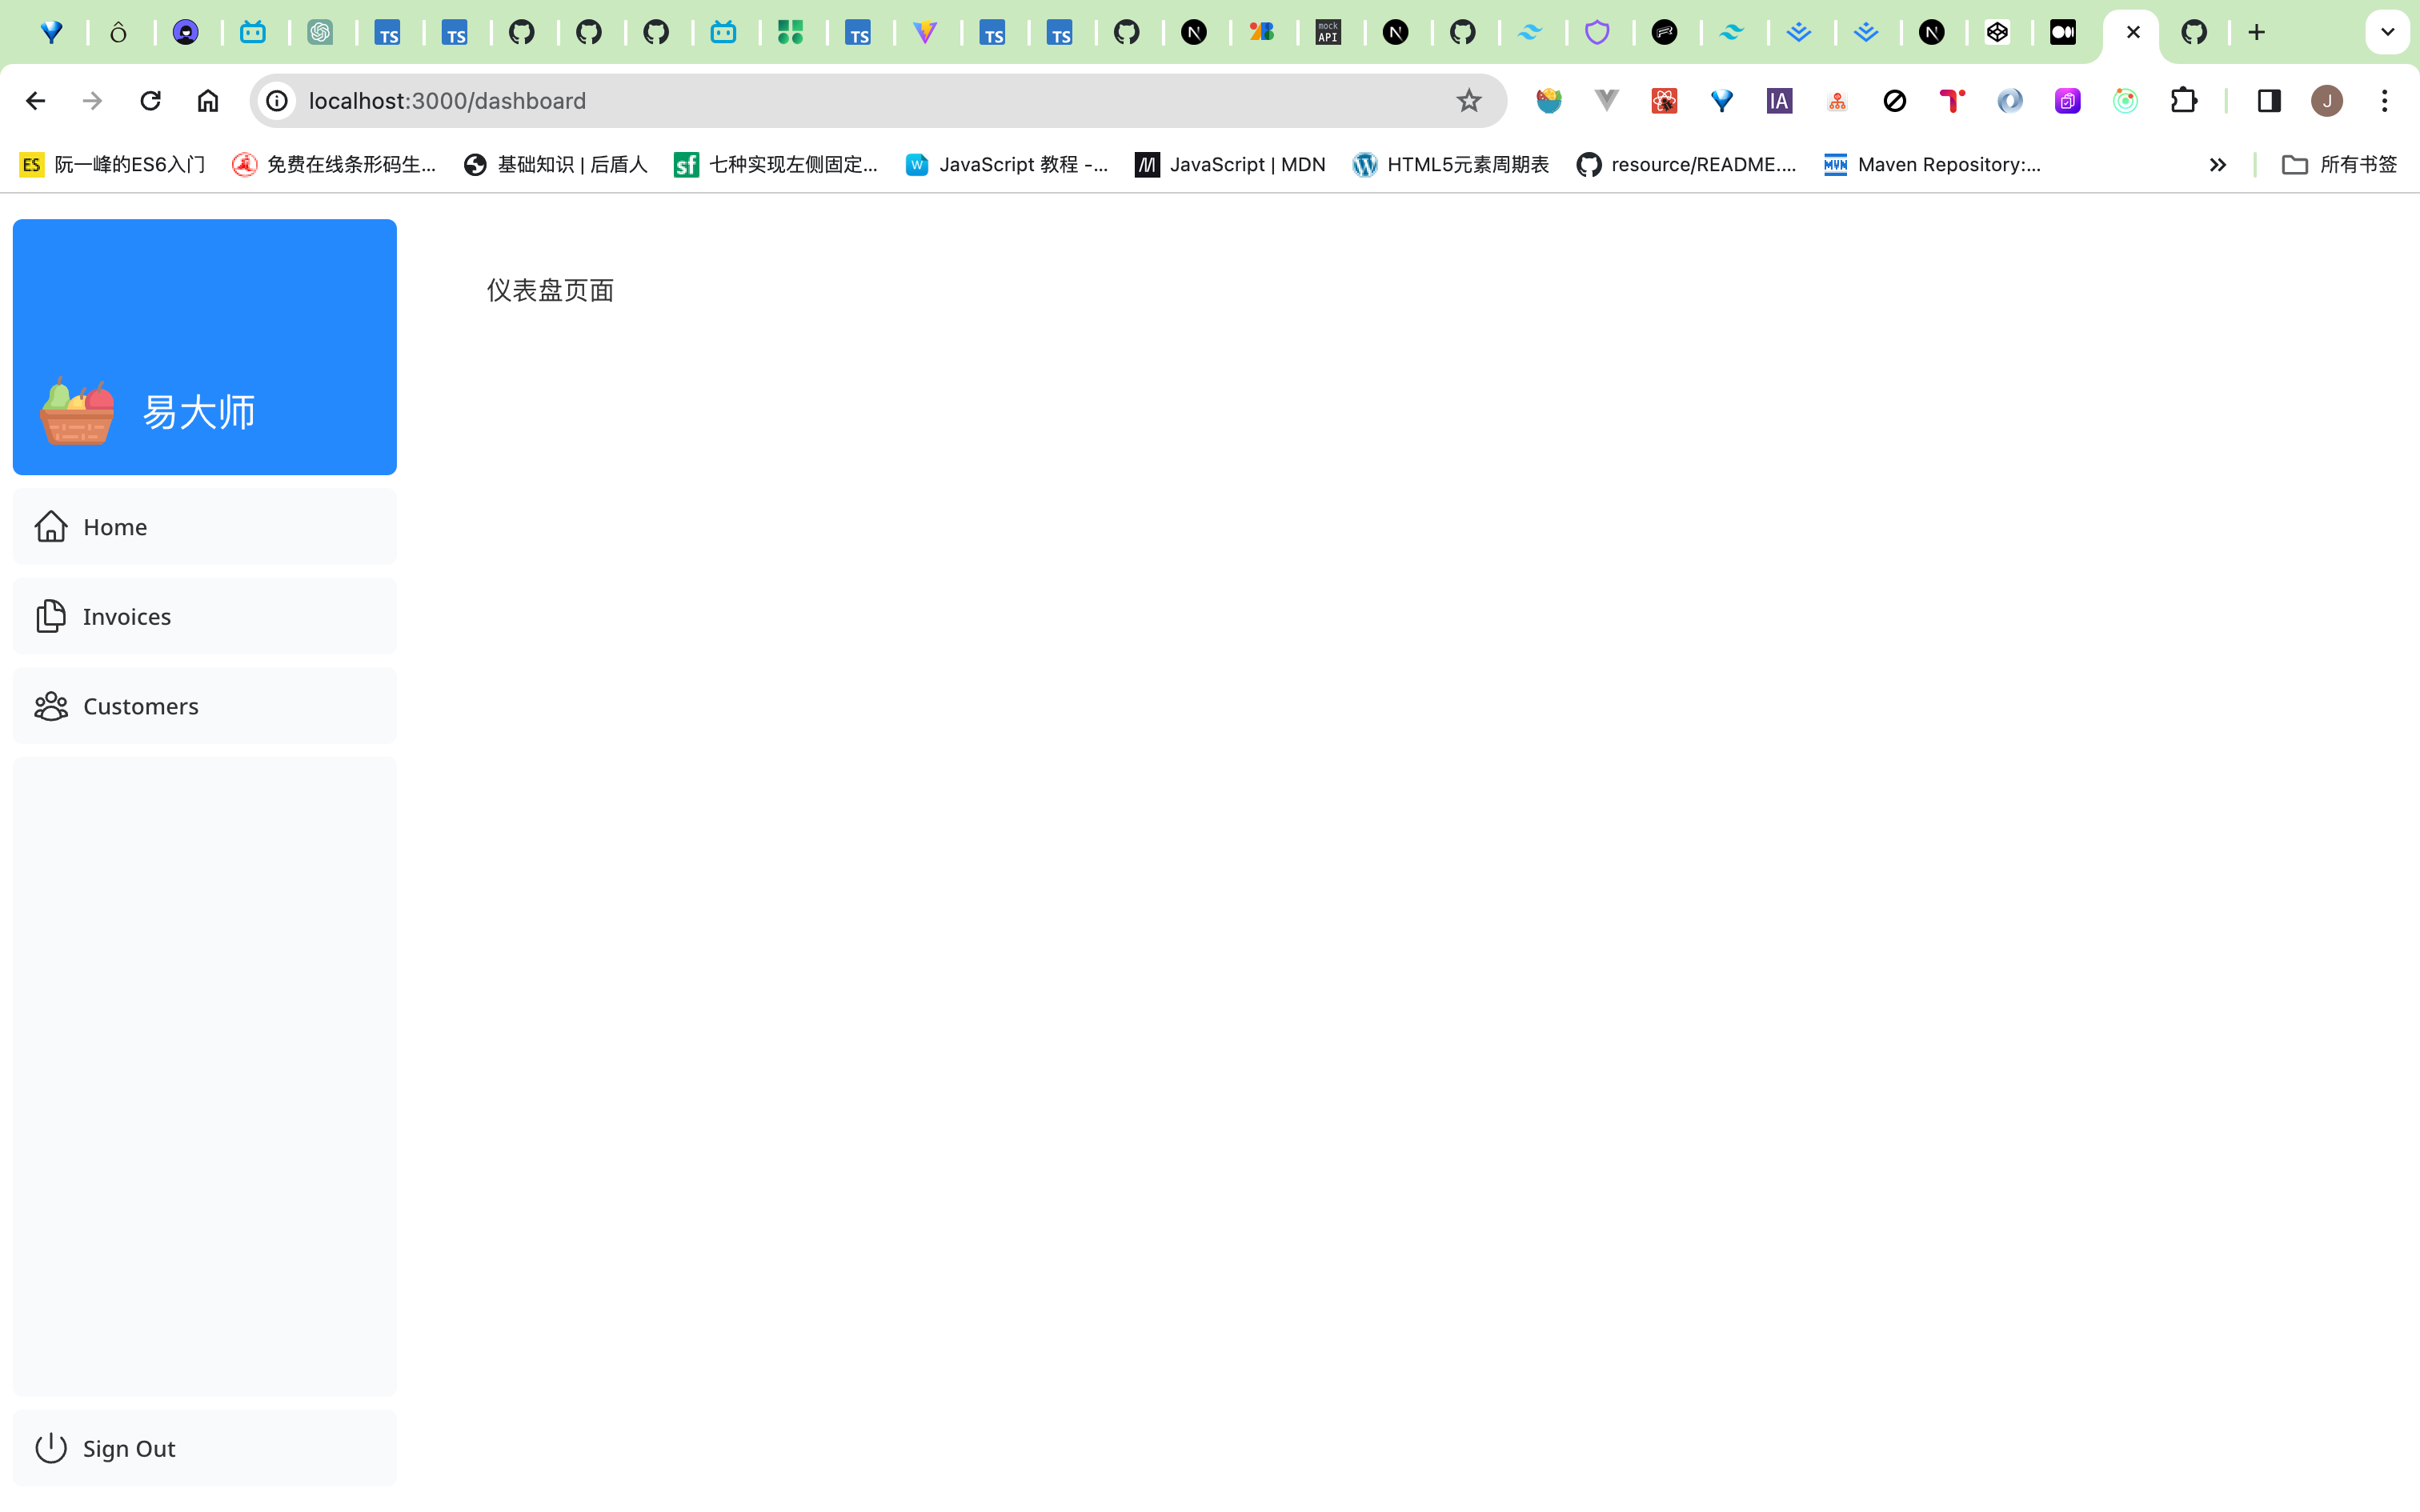 Ô
TS
TS
TS
TS
TS
mock
API
localhost:3000/dashboard
IA
J
ES 阮一峰的ES6入门
免费在线条形码生...
基础知识 | 后盾人
sf 七种实现左侧固定...
W JavaScript 教程 -...
JavaScript | MDN
HTML5元素周期表
resource/README....
MVN Maven Repository:...
所有书签
易大师
仪表盘页面
Home
Invoices
Customers
Sign Out